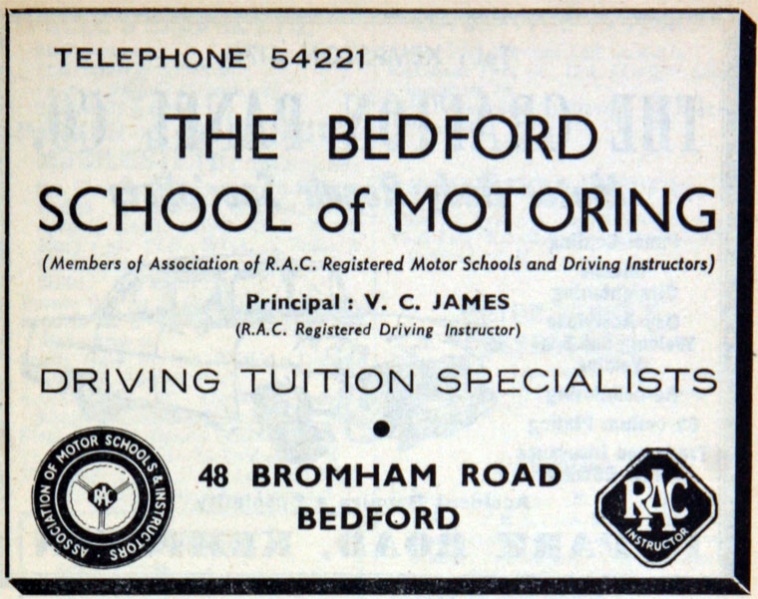 TELEPHONE 54221
THE BEDFORD
SCHOOL of MOTORING
(Members of Association of R.A.C. Registered Motor Schools and Driving Instructors)
Principal : V. C. JAMES
(R.A.C. Registered Driving Instructor)
DRIVING TUITION SPECIALISTS
48 BROMHAM ROAD
BEDFORD
ASSOCIATION OF MOTOR SCHOOLS & INSTRUCTORS
RAC
RAC
INSTRUCTOR